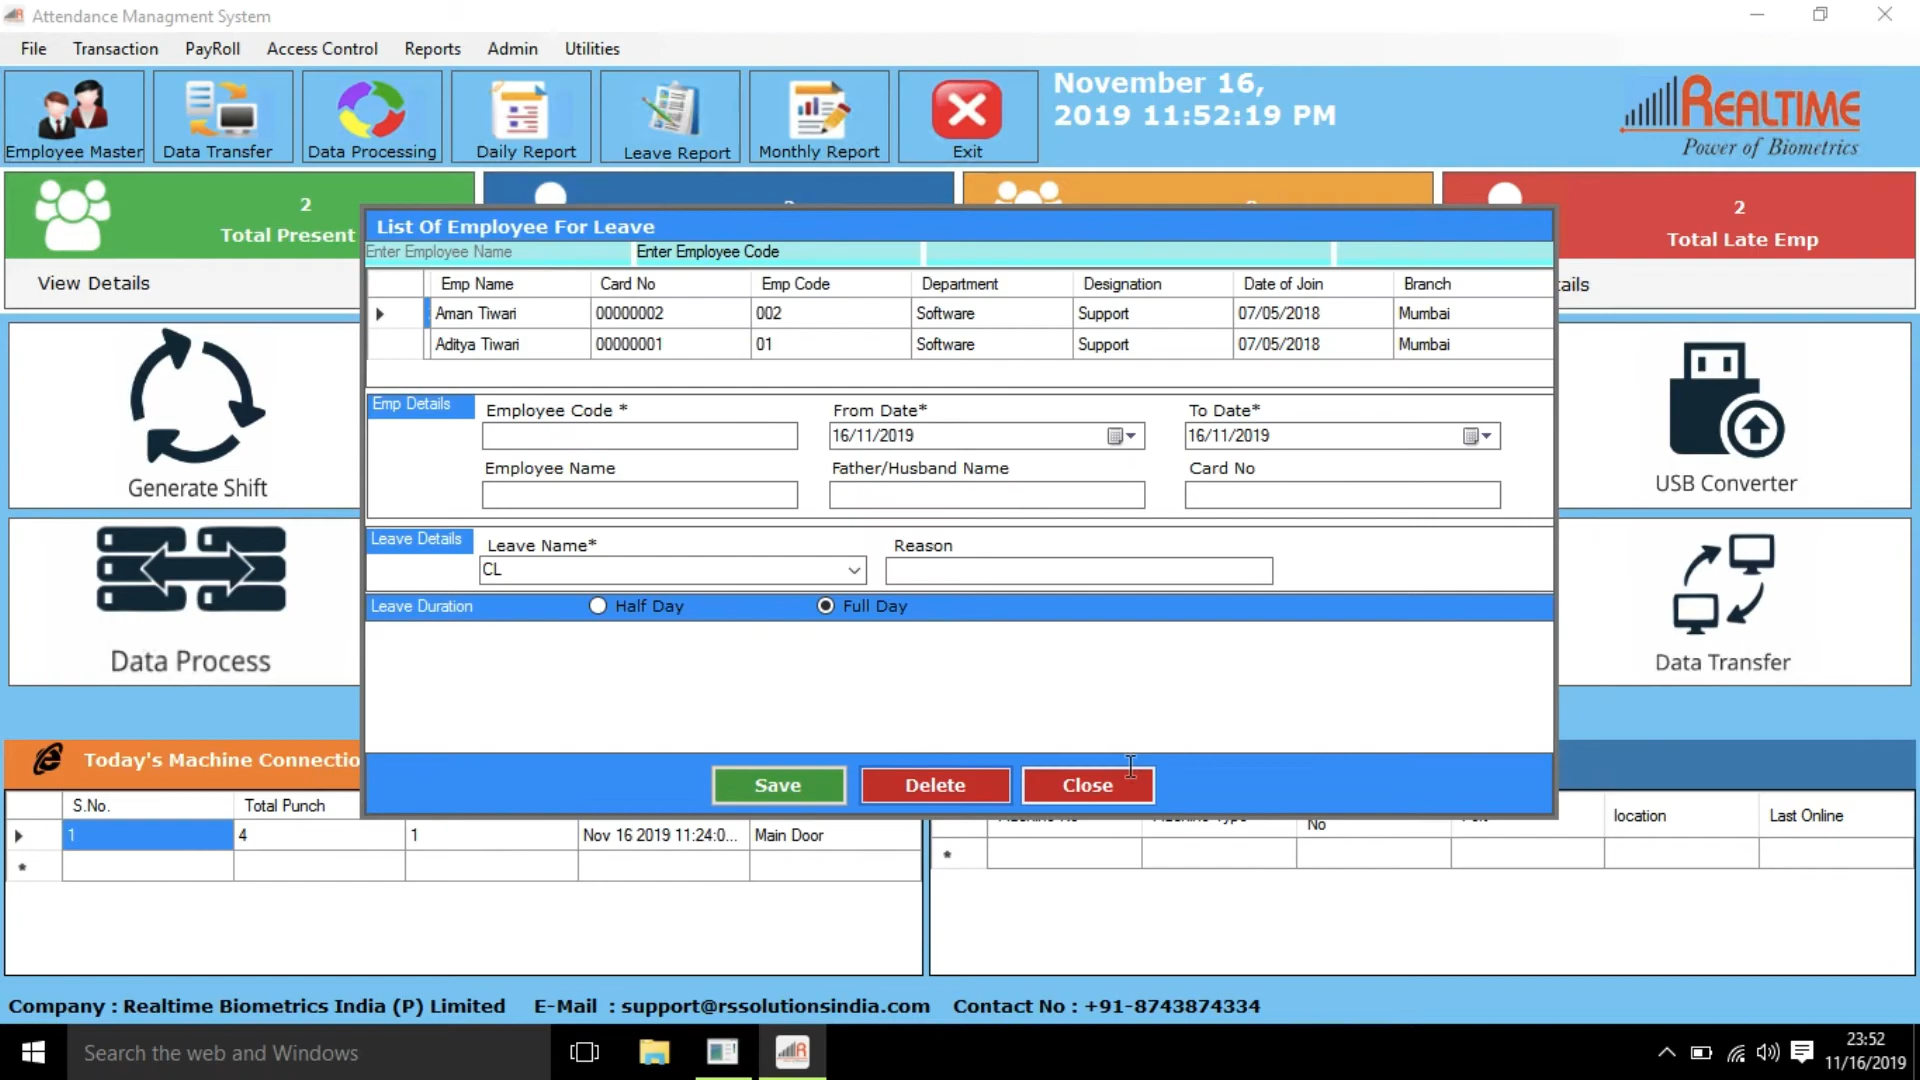 Attendance Managment System
File Transaction PayRoll Access Control Reports Admin Utilities
Employee Master Data Transfer Data Processing Daily Report Leave Report Monthly Report Exit
November 16,
2019 11:52:19 PM
REALTIME
Power of Biometrics
2
Total Present
View Details
2
Total Late Emp
ails
List Of Employee For Leave
Enter Employee Name Enter Employee Code
Emp Name Card No Emp Code Department Designation Date of Join Branch
Aman Tiwari 00000002 002 Software Support 07/05/2018 Mumbai
Aditya Tiwari 00000001 01 Software Support 07/05/2018 Mumbai
Emp Details
Employee Code * From Date* To Date*
16/11/2019 16/11/2019
Employee Name Father/Husband Name Card No
Leave Details
Leave Name* Reason
CL
Leave Duration Half Day Full Day
Save Delete Close
Generate Shift
USB Converter
Data Process
Data Transfer
Today's Machine Connectio
S.No. Total Punch
1 4 1 Nov 16 2019 11:24:0... Main Door
No location Last Online
Company : Realtime Biometrics India (P) Limited E-Mail : support@rssolutionsindia.com Contact No : +91-8743874334
Search the web and Windows
23:52
11/16/2019